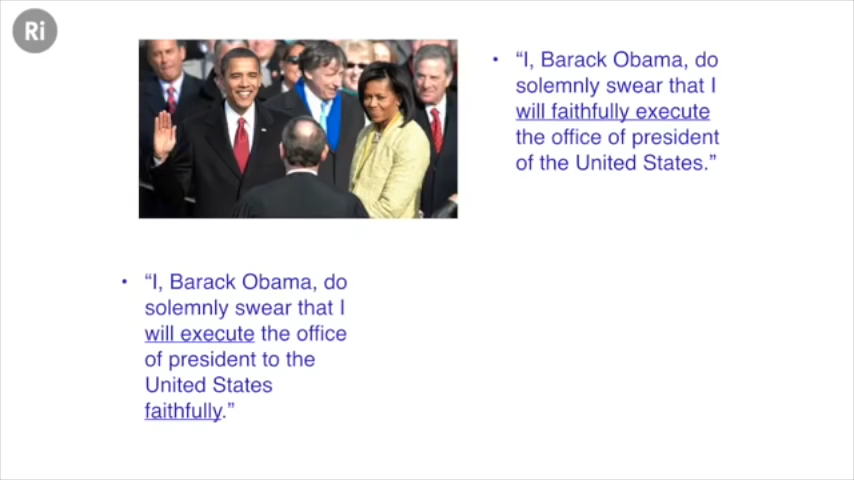 Ri
• “I, Barack Obama, do
solemnly swear that I
will faithfully execute
the office of president
of the United States.”
• “I, Barack Obama, do
solemnly swear that I
will execute the office
of president to the
United States
faithfully.”